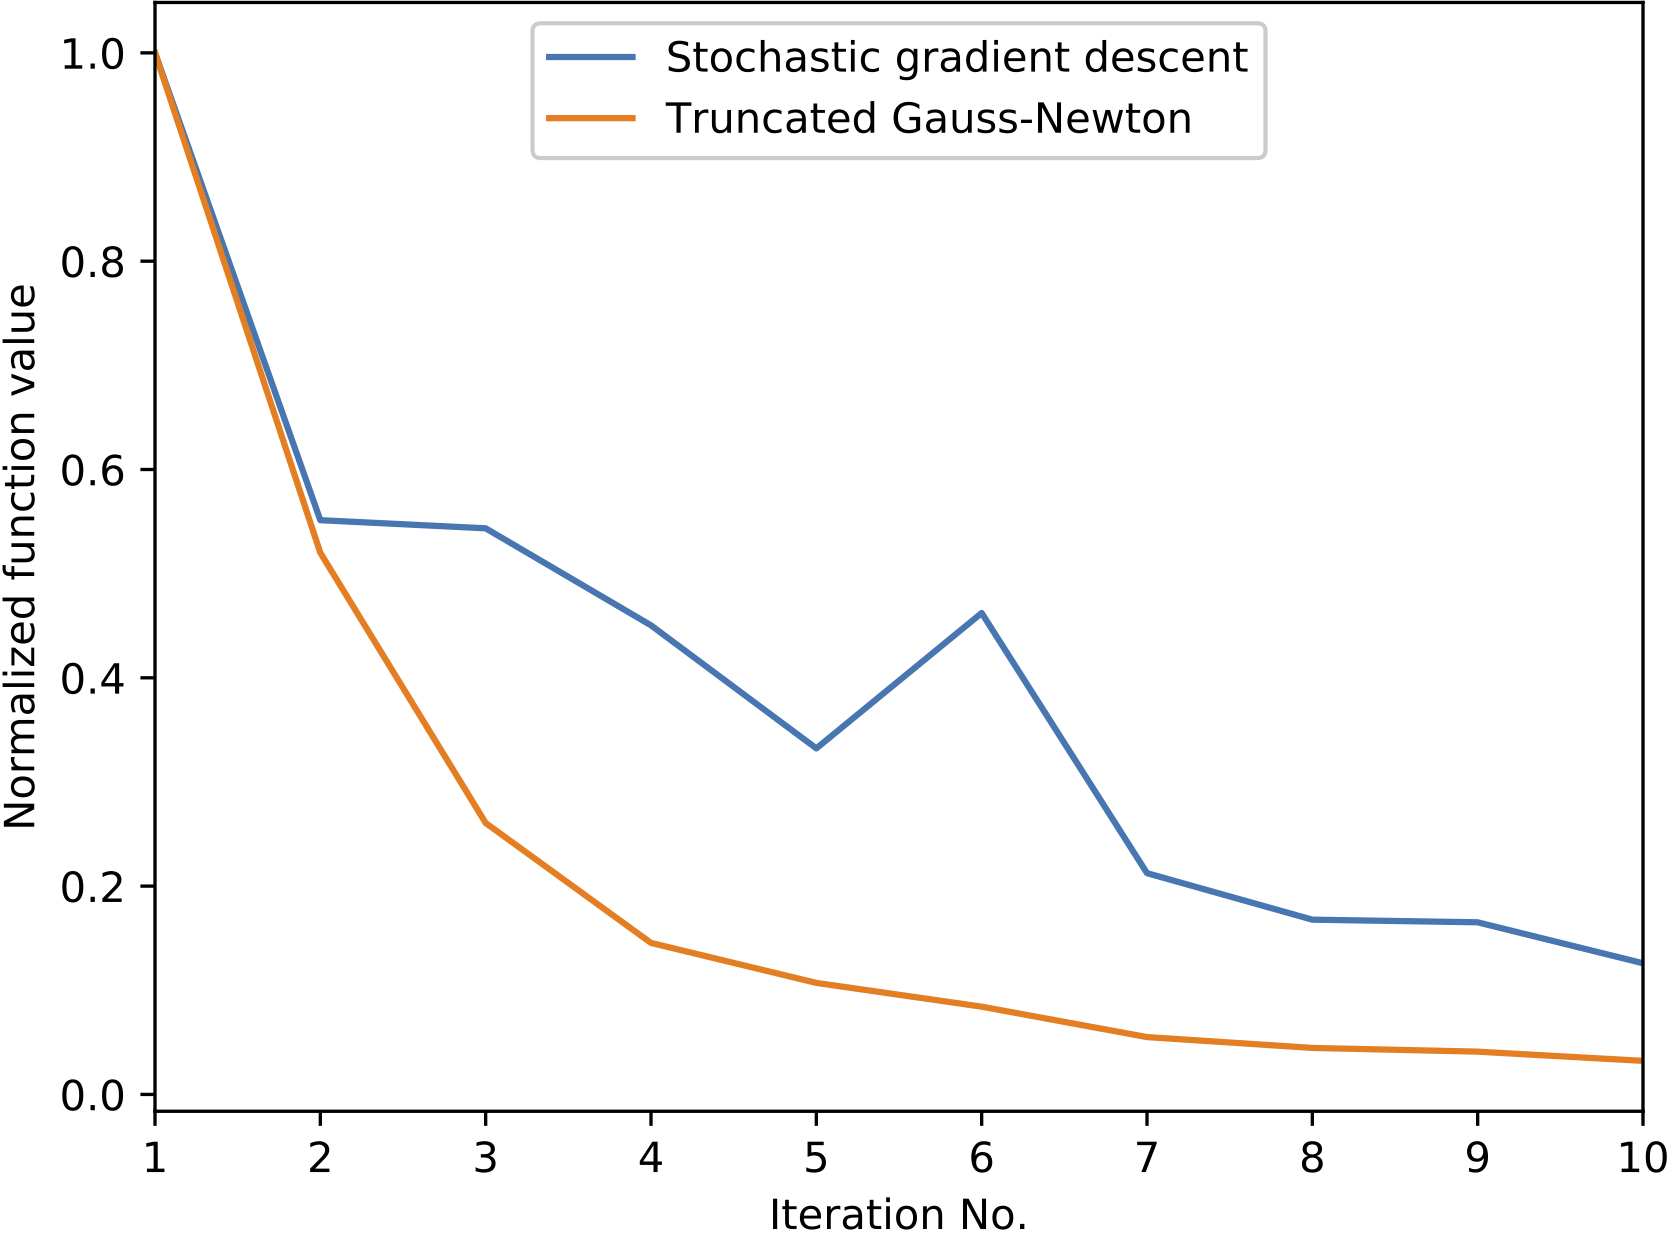 Stochastic gradient descent
Truncated Gauss-Newton
Normalized function value
1.0
0.8
0.6
0.4
0.2
0.0
1 2 3 4 5 6 7 8 9 10
Iteration No.